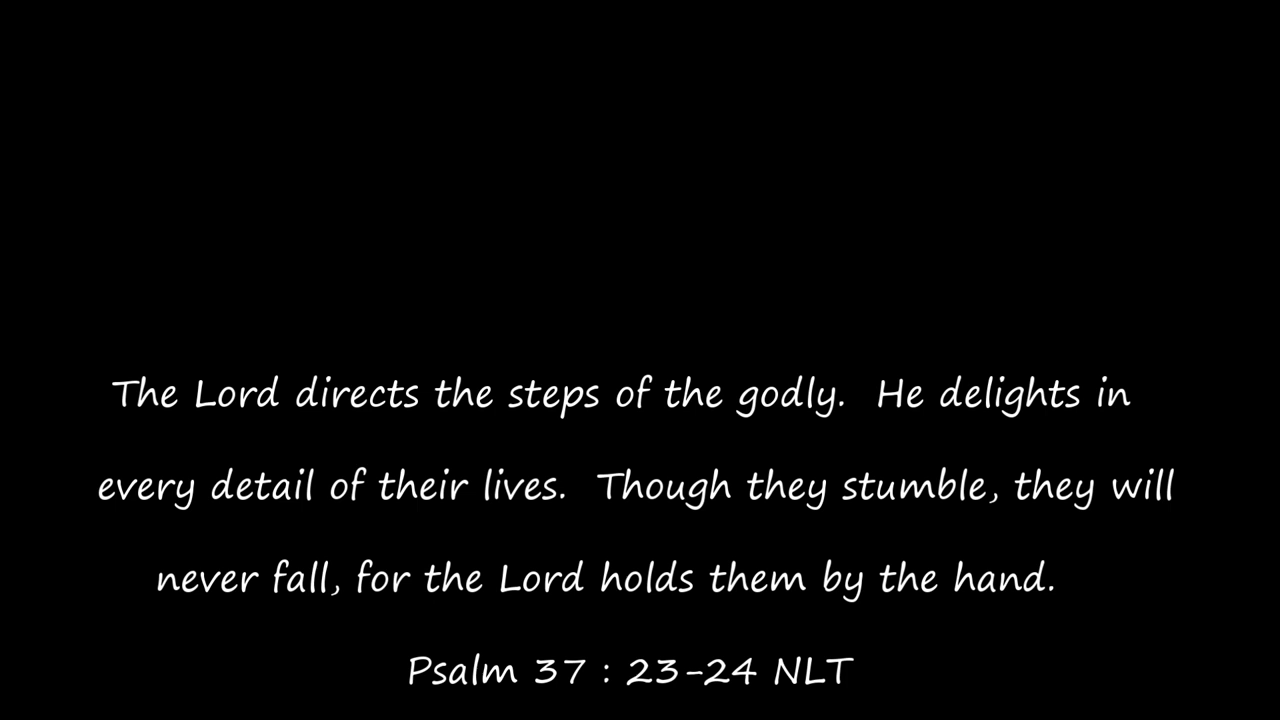 The Lord directs the steps of the godly.  He delights in
every detail of their lives.  Though they stumble, they will
never fall, for the Lord holds them by the hand.
Psalm 37 : 23-24 NLT